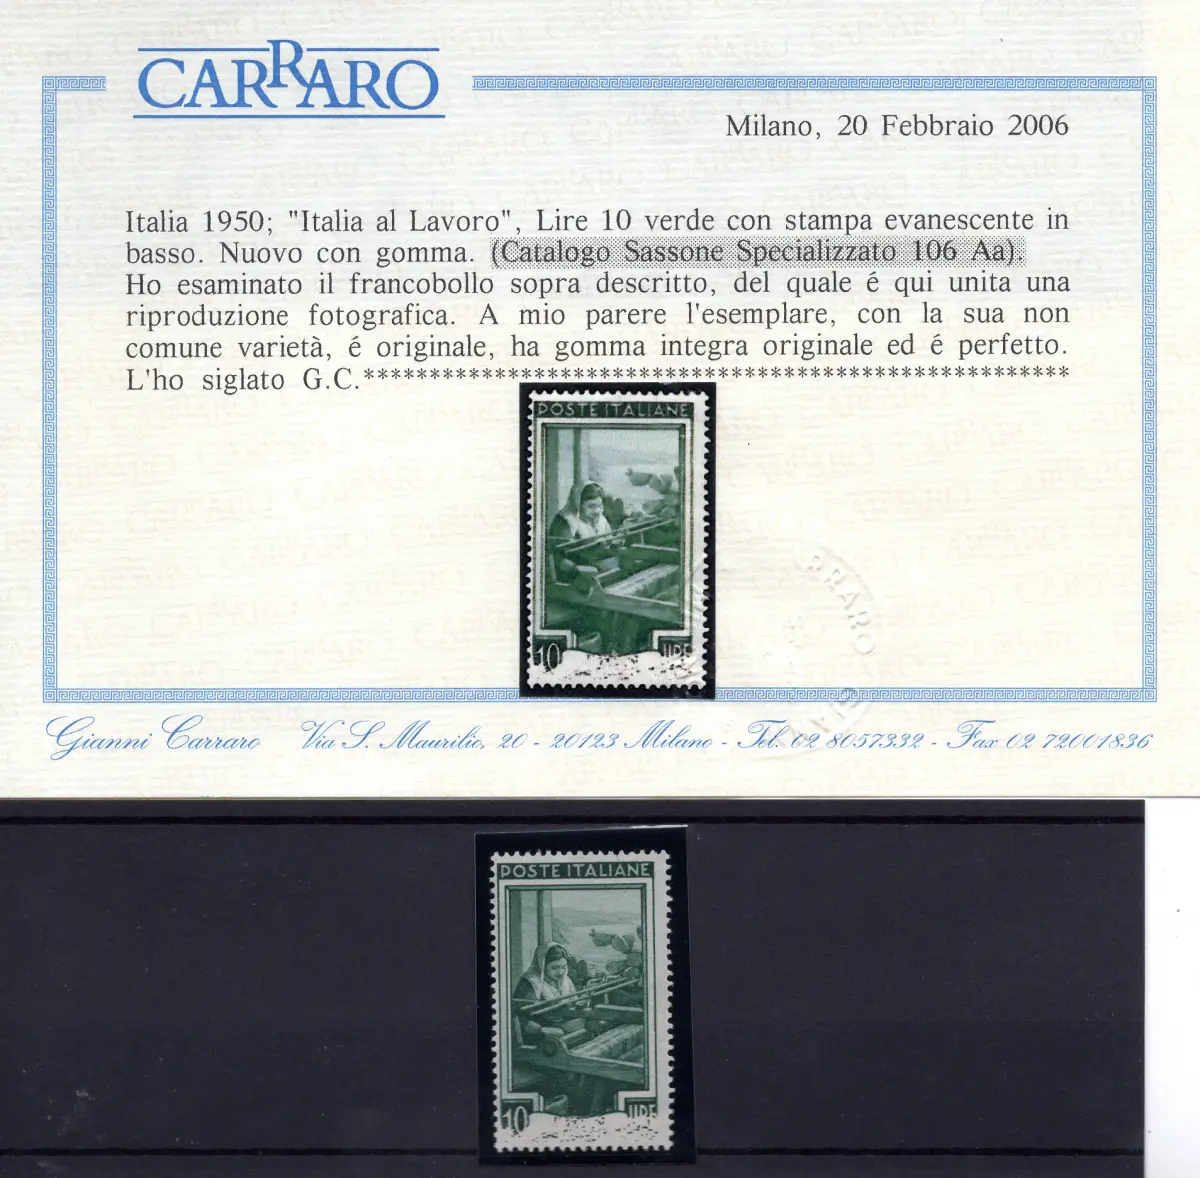 CARRARO
Milano, 20 Febbraio 2006
Italia 1950; "Italia al Lavoro", Lire 10 verde con stampa evanescente in
basso. Nuovo con gomma. (Catalogo Sassone Specializzato 106 Aa).
Ho esaminato il francobollo sopra descritto, del quale é qui unita una
riproduzione fotografica. A mio parere l'esemplare, con la sua non
comune varietà, é originale, ha gomma integra originale ed é perfetto.
L'ho siglato G.C.******************************************************
POSTE ITALIANE
10 LIRE
Gianni Carraro Via S. Maurilio, 20 - 20123 Milano - Tel. 02 8057332 - Fax 02 72001836
POSTE ITALIANE
10 LIRE